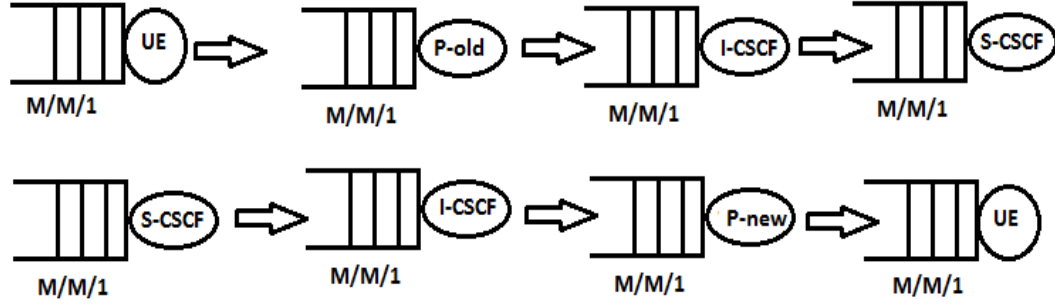 UE P-old I-CSCF S-CSCF
M/M/1 M/M/1 M/M/1 M/M/1
S-CSCF I-CSCF P-new UE
M/M/1 M/M/1 M/M/1 M/M/1